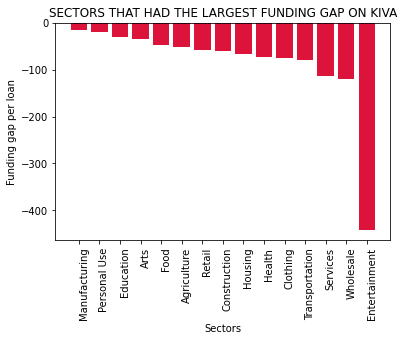 SECTORS THAT HAD THE LARGEST FUNDING GAP ON KIVA
0
−100
−200
−300
−400
Funding gap per loan
Manufacturing
Personal Use
Education
Arts
Food
Agriculture
Retail
Construction
Housing
Health
Clothing
Transportation
Services
Wholesale
Entertainment
Sectors